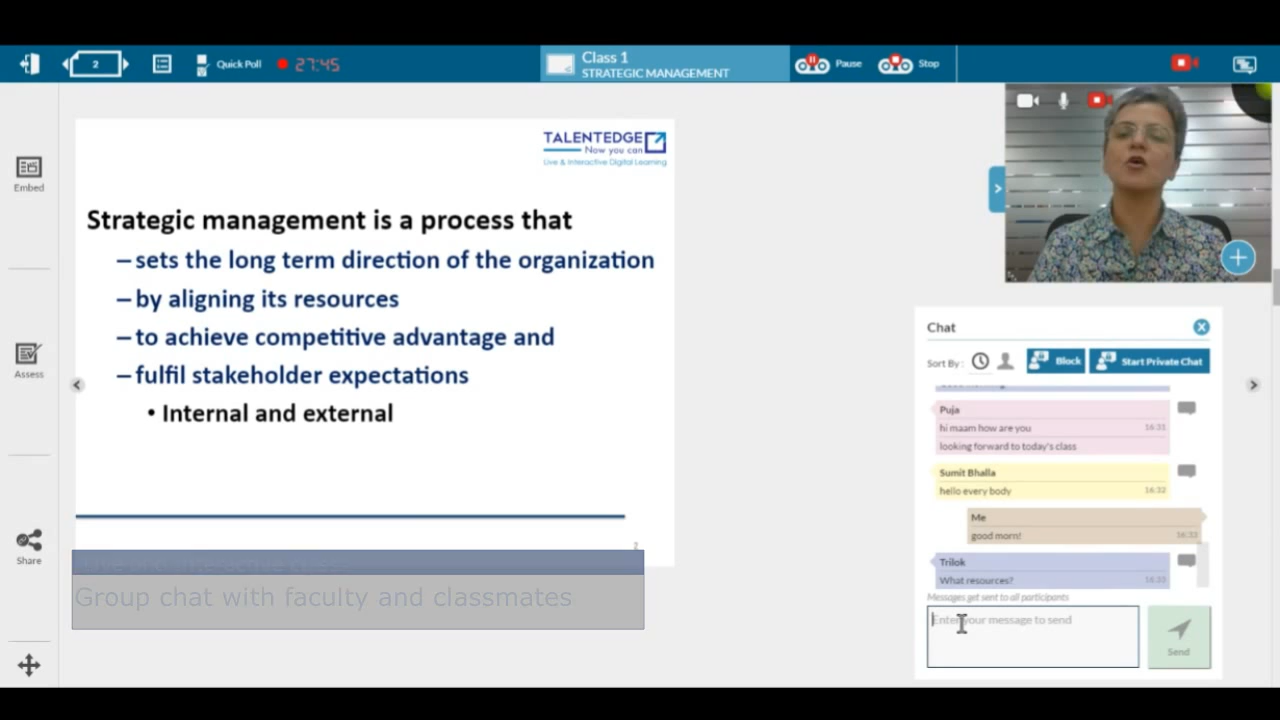 2
Quick Poll
27:45
Class 1
STRATEGIC MANAGEMENT
Pause
Stop
Embed
Assess
Share
TALENTEDGE
Now you can
Live & Interactive Digital Learning
Strategic management is a process that
– sets the long term direction of the organization
– by aligning its resources
– to achieve competitive advantage and
– fulfil stakeholder expectations
• Internal and external
2
Group chat with faculty and classmates
Chat
Sort By :
Block
Start Private Chat
Puja
hi maam how are you 16:31
looking forward to today's class
Sumit Bhalla
hello every body 16:32
Me
good morn! 16:33
Trilok
What resources? 16:33
Messages get sent to all participants
Enter your message to send
Send